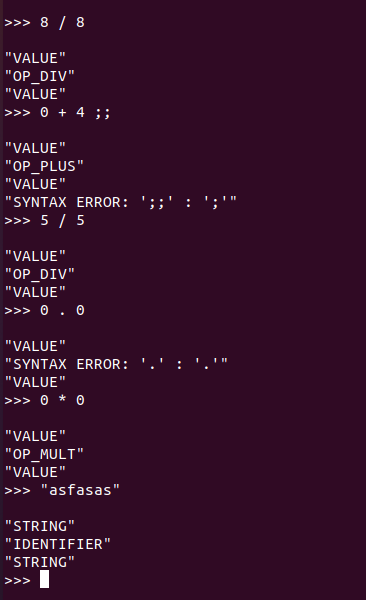 >>> 8 / 8
"VALUE"
"OP_DIV"
"VALUE"
>>> 0 + 4 ;;
"VALUE"
"OP_PLUS"
"VALUE"
"SYNTAX ERROR: ';;' : ';'"
>>> 5 / 5
"VALUE"
"OP_DIV"
"VALUE"
>>> 0 . 0
"VALUE"
"SYNTAX ERROR: '.' : '.'"
"VALUE"
>>> 0 * 0
"VALUE"
"OP_MULT"
"VALUE"
>>> "asfasas"
"STRING"
"IDENTIFIER"
"STRING"
>>>